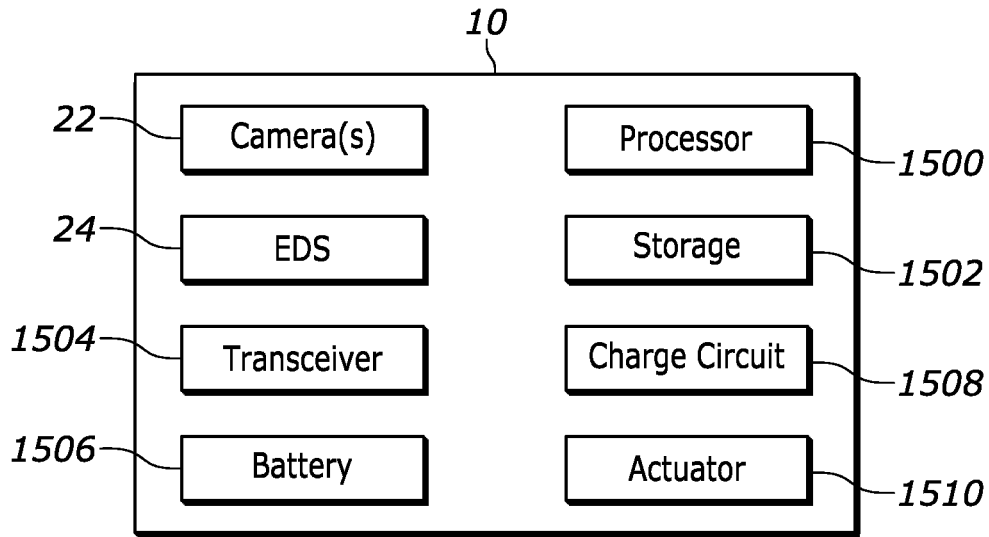 10
22 Camera(s) Processor 1500
24 EDS Storage 1502
1504 Transceiver Charge Circuit 1508
1506 Battery Actuator 1510